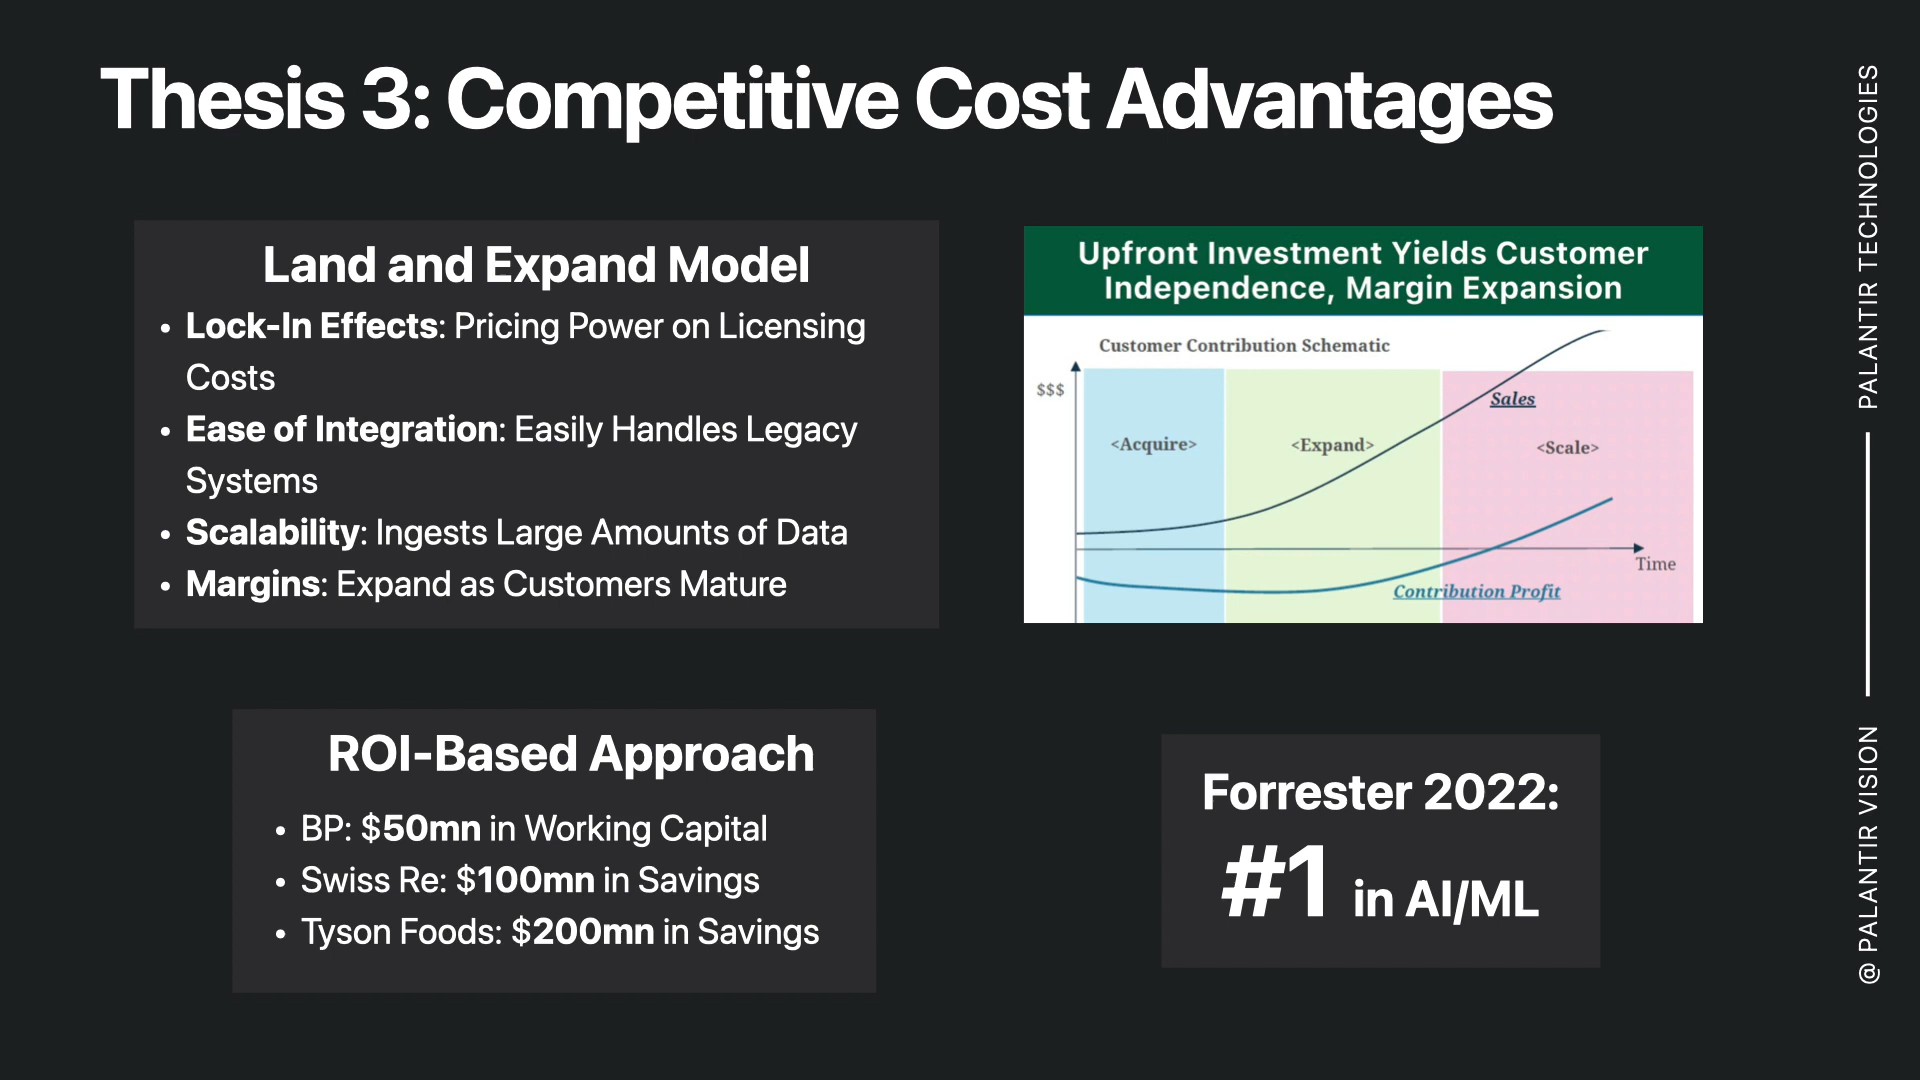 Thesis 3: Competitive Cost Advantages
Land and Expand Model
• Lock-In Effects: Pricing Power on Licensing
Costs
• Ease of Integration: Easily Handles Legacy
Systems
• Scalability: Ingests Large Amounts of Data
• Margins: Expand as Customers Mature
Upfront Investment Yields Customer
Independence, Margin Expansion
Customer Contribution Schematic
$$$
Sales
<Acquire>
<Expand>
<Scale>
Time
Contribution Profit
ROI-Based Approach
• BP: $50mn in Working Capital
• Swiss Re: $100mn in Savings
• Tyson Foods: $200mn in Savings
Forrester 2022:
#1 in AI/ML
@ PALANTIR VISION
PALANTIR TECHNOLOGIES